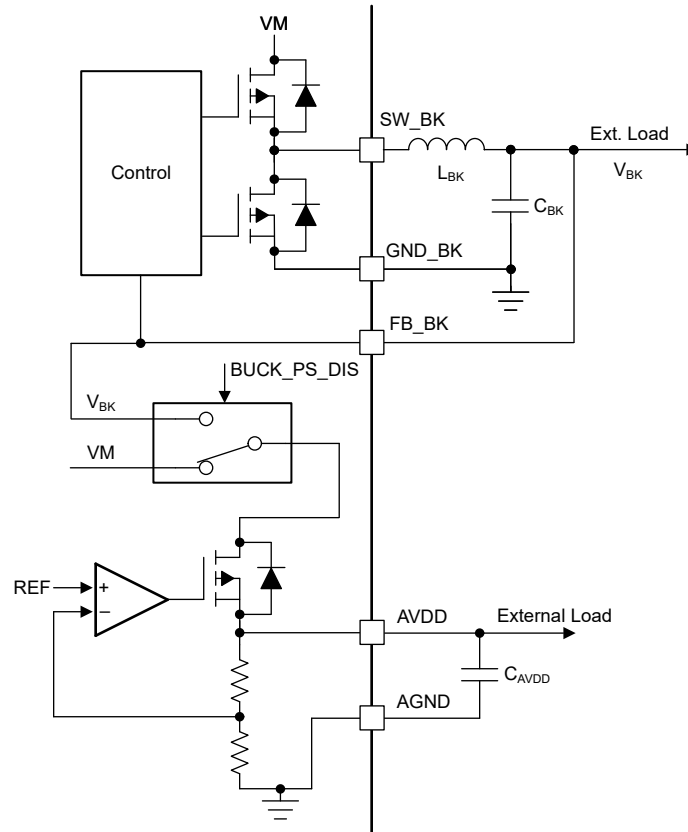 VM
Control
SW_BK
Ext. Load
L_BK
V_BK
C_BK
GND_BK
FB_BK
BUCK_PS_DIS
V_BK
VM
REF
+
–
AVDD
External Load
C_AVDD
AGND